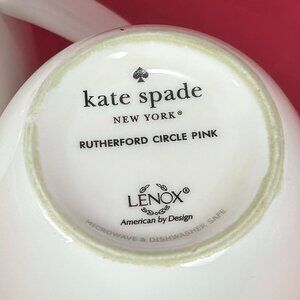 kate spade
NEW YORK®
RUTHERFORD CIRCLE PINK
LENOX®
American by Design
MICROWAVE & DISHWASHER SAFE